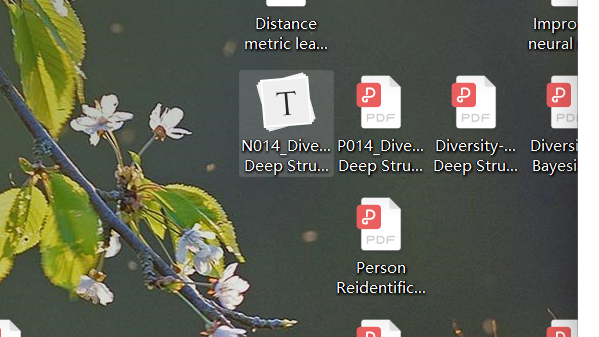 Distance
metric lea...
Impro
neural
T
N014_Dive...
Deep Stru...
PDF
P014_Dive...
Deep Stru...
PDF
Diversity-...
Deep Stru...
PDF
Diversi
Bayesi
PDF
Person
Reidentific...